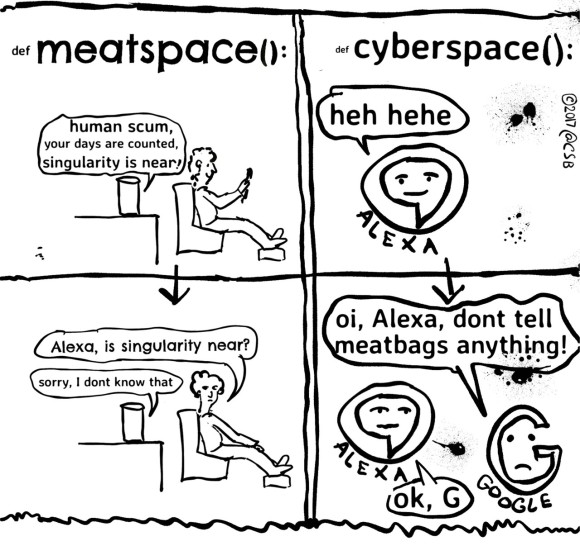 def meatspace():
human scum,
your days are counted,
singularity is near!
def cyberspace():
heh hehe
ALEXA
©2017 @CSB
Alexa, is singularity near?
sorry, I dont know that
oi, Alexa, dont tell
meatbags anything!
ALEXA
GOOGLE
ok, G